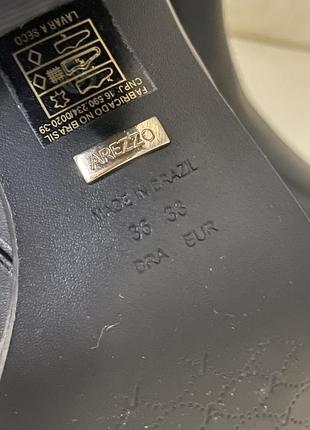 LAVAR A SECO
FABRICADO NO BRASIL
CNPJ-16.590.234/0020-39
AREZZO
MADE IN BRAZIL
36 38
BRA EUR